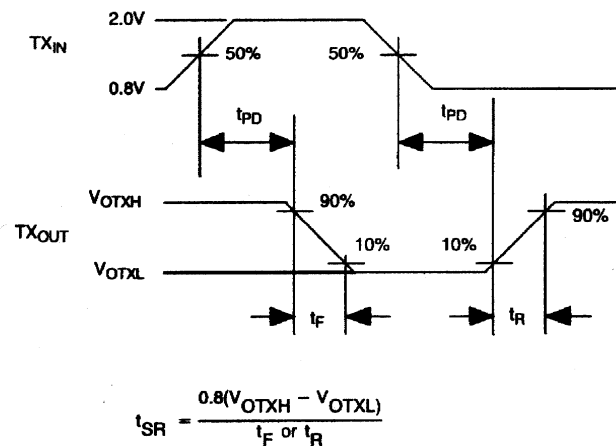 2.0V
TXIN
50% 50%
0.8V
tPD tPD
VOTXH
90% 90%
TXOUT
10% 10%
VOTXL
tF tR
tSR = 0.8(VOTXH – VOTXL)
tF or tR